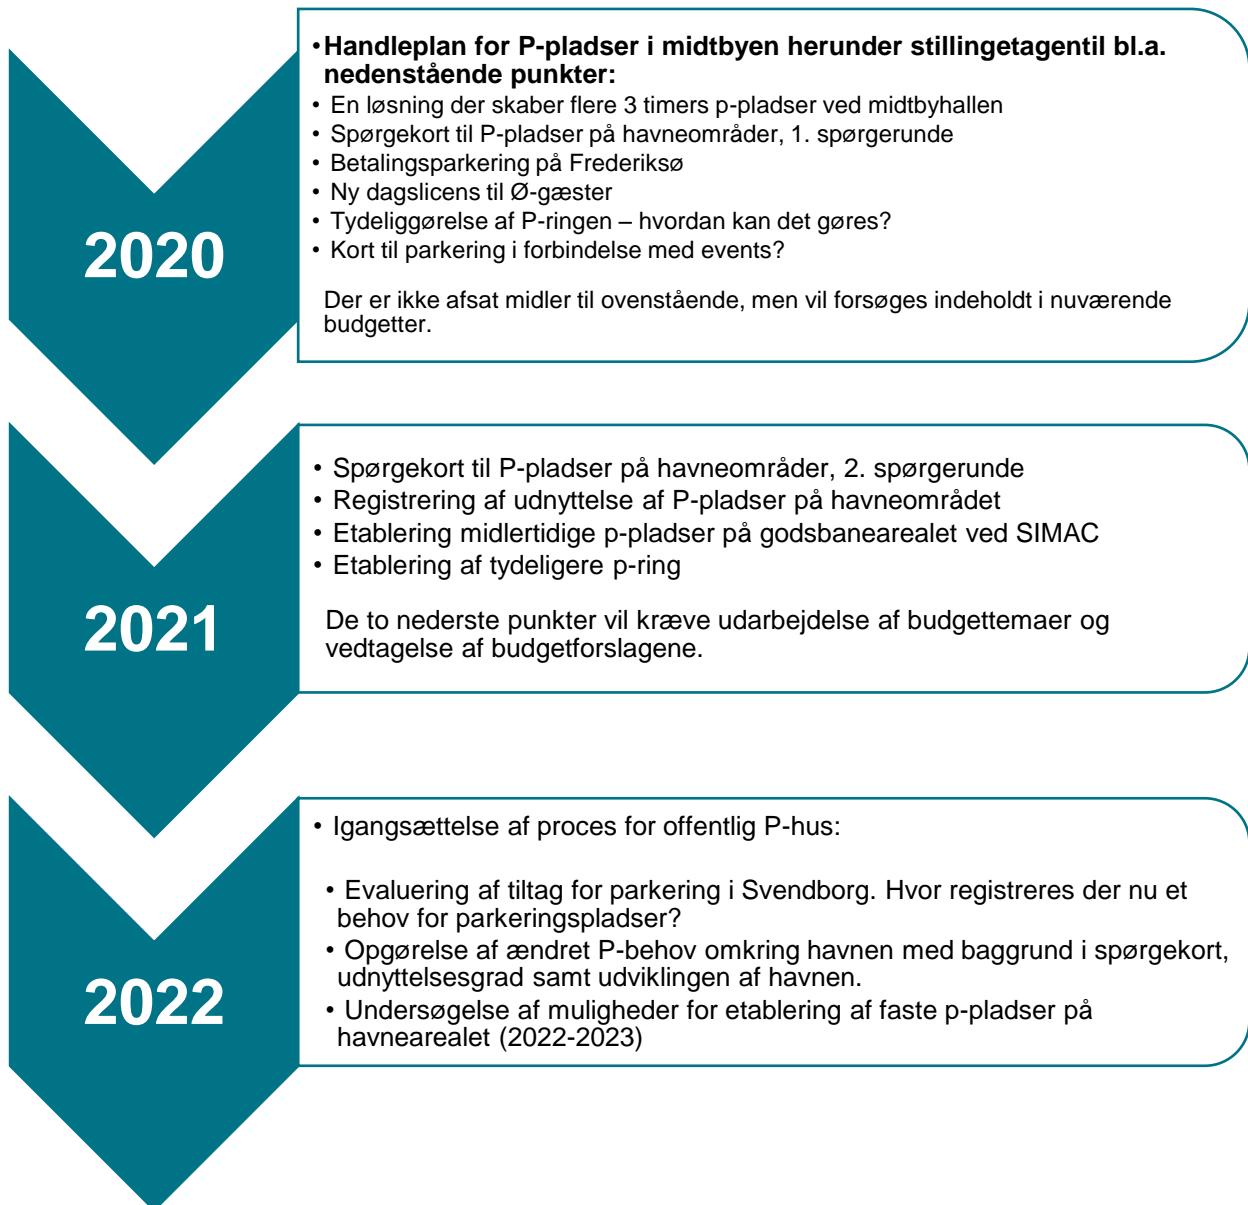 2020
•Handleplan for P-pladser i midtbyen herunder stillingetagentil bl.a.
nedenstående punkter:
• En løsning der skaber flere 3 timers p-pladser ved midtbyhallen
• Spørgekort til P-pladser på havneområder, 1. spørgerunde
• Betalingsparkering på Frederiksø
• Ny dagslicens til Ø-gæster
• Tydeliggørelse af P-ringen – hvordan kan det gøres?
• Kort til parkering i forbindelse med events?
Der er ikke afsat midler til ovenstående, men vil forsøges indeholdt i nuværende
budgetter.
2021
• Spørgekort til P-pladser på havneområder, 2. spørgerunde
• Registrering af udnyttelse af P-pladser på havneområdet
• Etablering midlertidige p-pladser på godsbanearealet ved SIMAC
• Etablering af tydeligere p-ring
De to nederste punkter vil kræve udarbejdelse af budgettemaer og
vedtagelse af budgetforslagene.
2022
• Igangsættelse af proces for offentlig P-hus:
• Evaluering af tiltag for parkering i Svendborg. Hvor registreres der nu et
behov for parkeringspladser?
• Opgørelse af ændret P-behov omkring havnen med baggrund i spørgekort,
udnyttelsesgrad samt udviklingen af havnen.
• Undersøgelse af muligheder for etablering af faste p-pladser på
havnearealet (2022-2023)